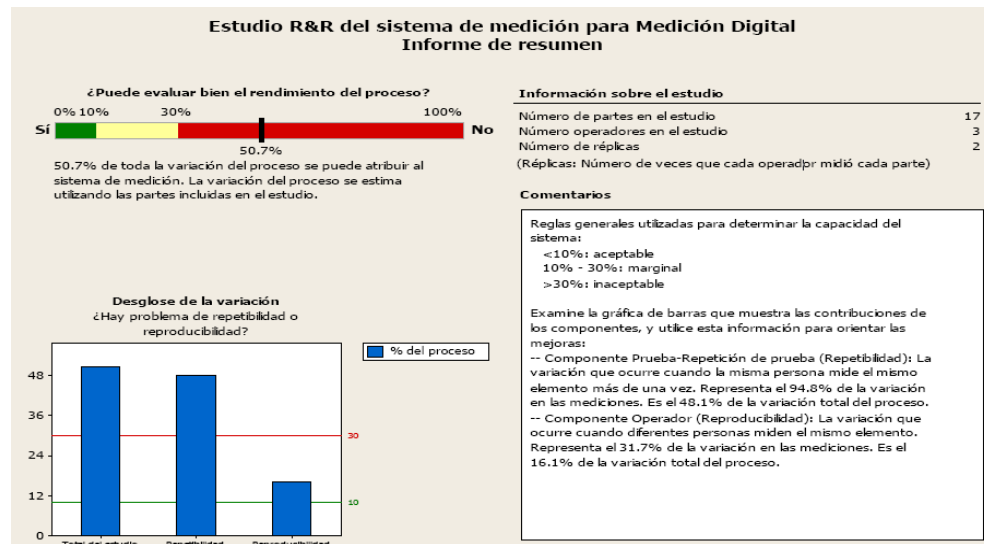 Estudio R&R del sistema de medición para Medición Digital
Informe de resumen
¿Puede evaluar bien el rendimiento del proceso?
0% 10% 30% 100%
Sí No
50.7%
50.7% de toda la variación del proceso se puede atribuir al
sistema de medición. La variación del proceso se estima
utilizando las partes incluidas en el estudio.
Desglose de la variación
¿Hay problema de repetibilidad o
reproducibilidad?
% del proceso
48
36
30
24
12
10
0
Total del estudio Repetibilidad Reproducibilidad
Información sobre el estudio
Número de partes en el estudio 17
Número operadores en el estudio 3
Número de réplicas 2
(Réplicas: Número de veces que cada operador midió cada parte)
Comentarios
Reglas generales utilizadas para determinar la capacidad del
sistema:
<10%: aceptable
10% - 30%: marginal
>30%: inaceptable
Examine la gráfica de barras que muestra las contribuciones de
los componentes, y utilice esta información para orientar las
mejoras:
-- Componente Prueba-Repetición de prueba (Repetibilidad): La
variación que ocurre cuando la misma persona mide el mismo
elemento más de una vez. Representa el 94.8% de la variación
en las mediciones. Es el 48.1% de la variación total del proceso.
-- Componente Operador (Reproducibilidad): La variación que
ocurre cuando diferentes personas miden el mismo elemento.
Representa el 31.7% de la variación en las mediciones. Es el
16.1% de la variación total del proceso.